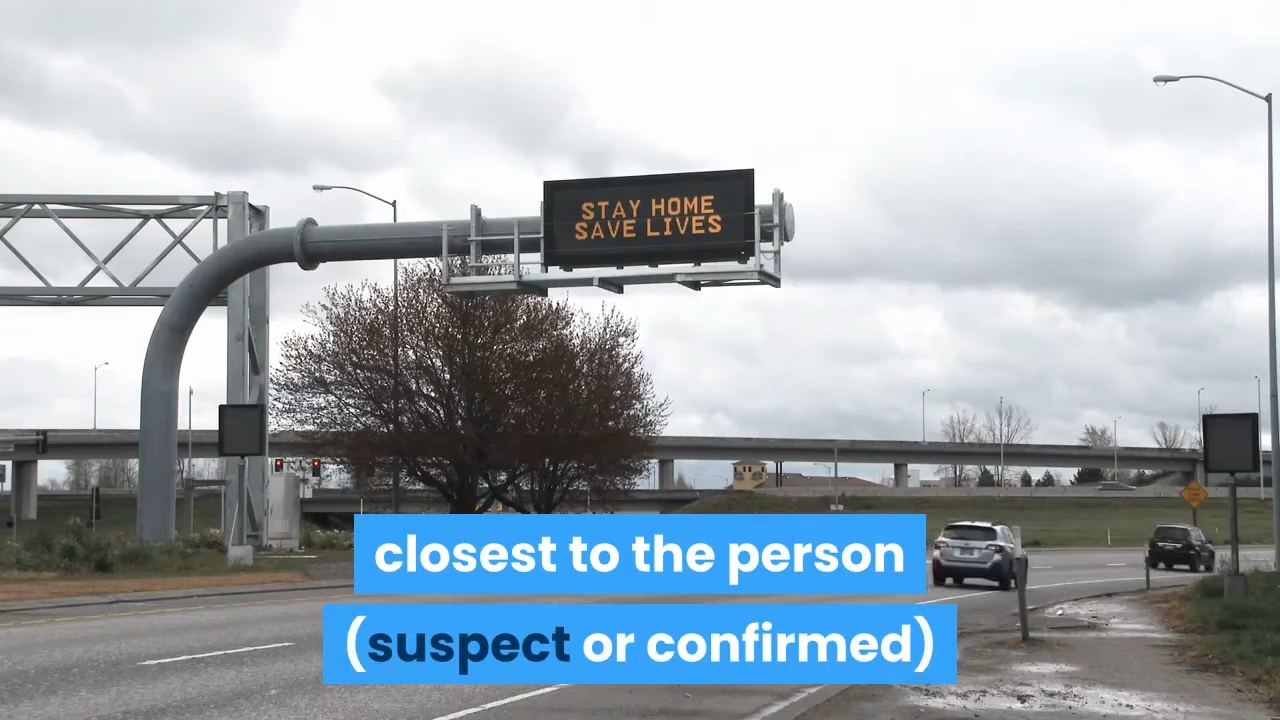 STAY HOME
SAVE LIVES
closest to the person
(suspect or confirmed)